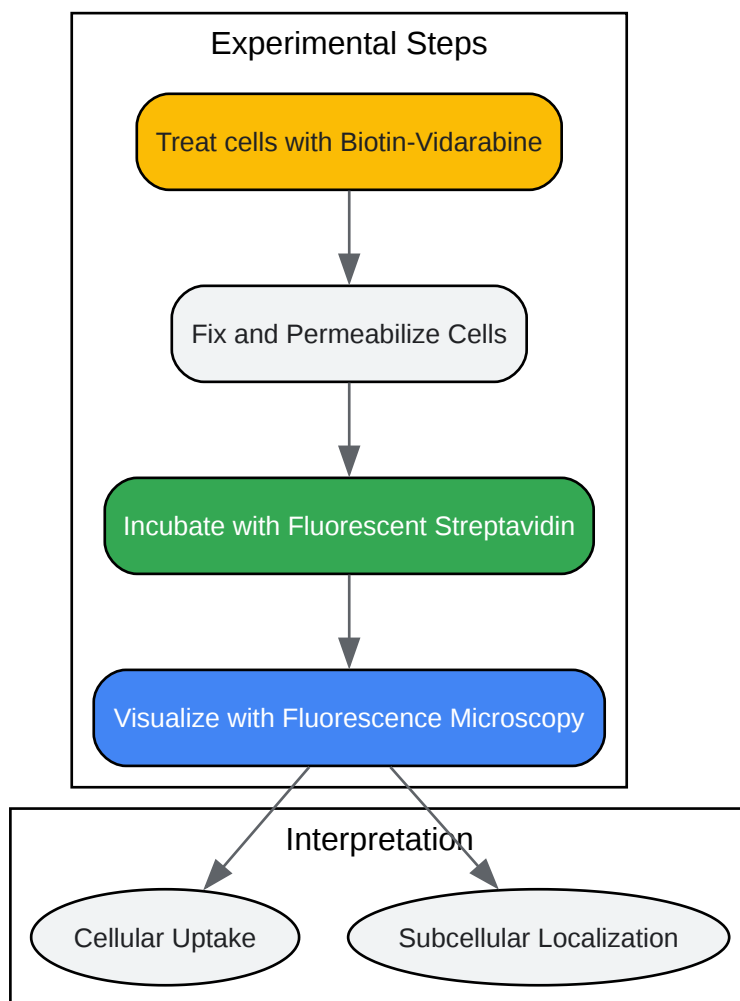 Experimental Steps
Treat cells with Biotin-Vidarabine
Fix and Permeabilize Cells
Incubate with Fluorescent Streptavidin
Visualize with Fluorescence Microscopy
Interpretation
Cellular Uptake
Subcellular Localization